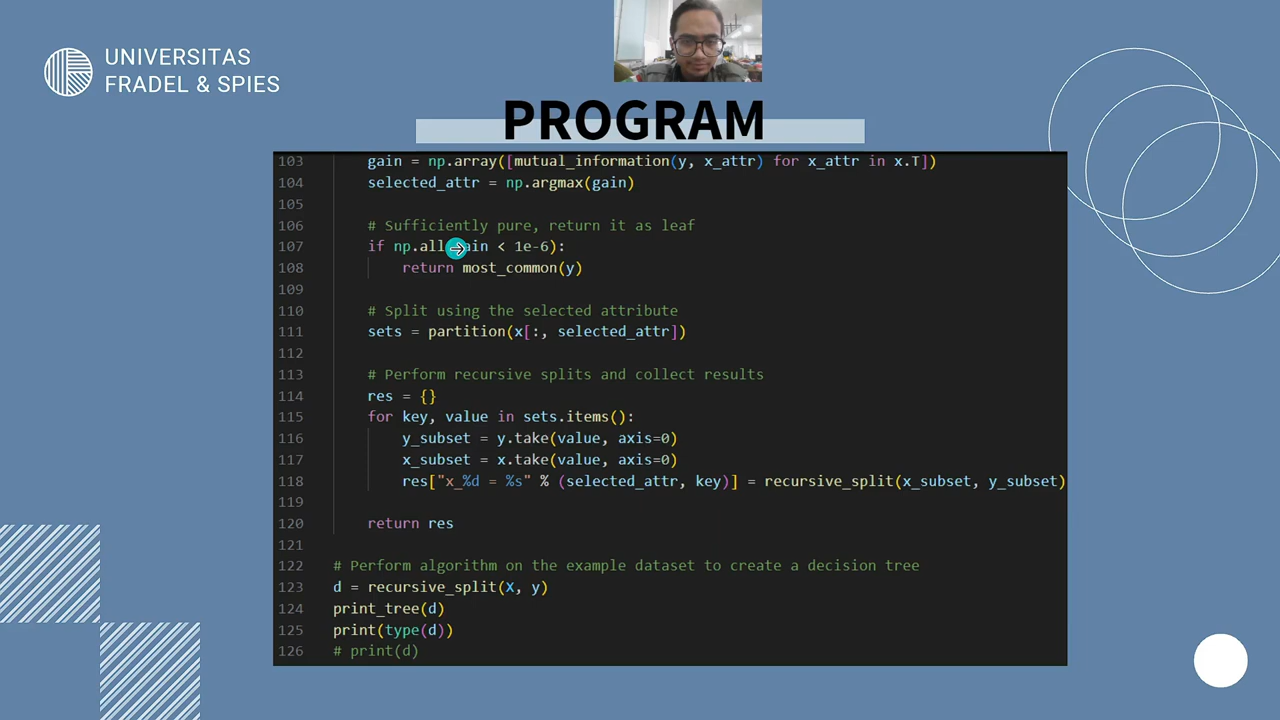 UNIVERSITAS
FRADEL & SPIES
PROGRAM
103 gain = np.array([mutual_information(y, x_attr) for x_attr in x.T])
104 selected_attr = np.argmax(gain)
105
106 # Sufficiently pure, return it as leaf
107 if np.all ain < 1e-6):
108 return most_common(y)
109
110 # Split using the selected attribute
111 sets = partition(x[:, selected_attr])
112
113 # Perform recursive splits and collect results
114 res = {}
115 for key, value in sets.items():
116 y_subset = y.take(value, axis=0)
117 x_subset = x.take(value, axis=0)
118 res["x_%d = %s" % (selected_attr, key)] = recursive_split(x_subset, y_subset)
119
120 return res
121
122 # Perform algorithm on the example dataset to create a decision tree
123 d = recursive_split(X, y)
124 print_tree(d)
125 print(type(d))
126 # print(d)